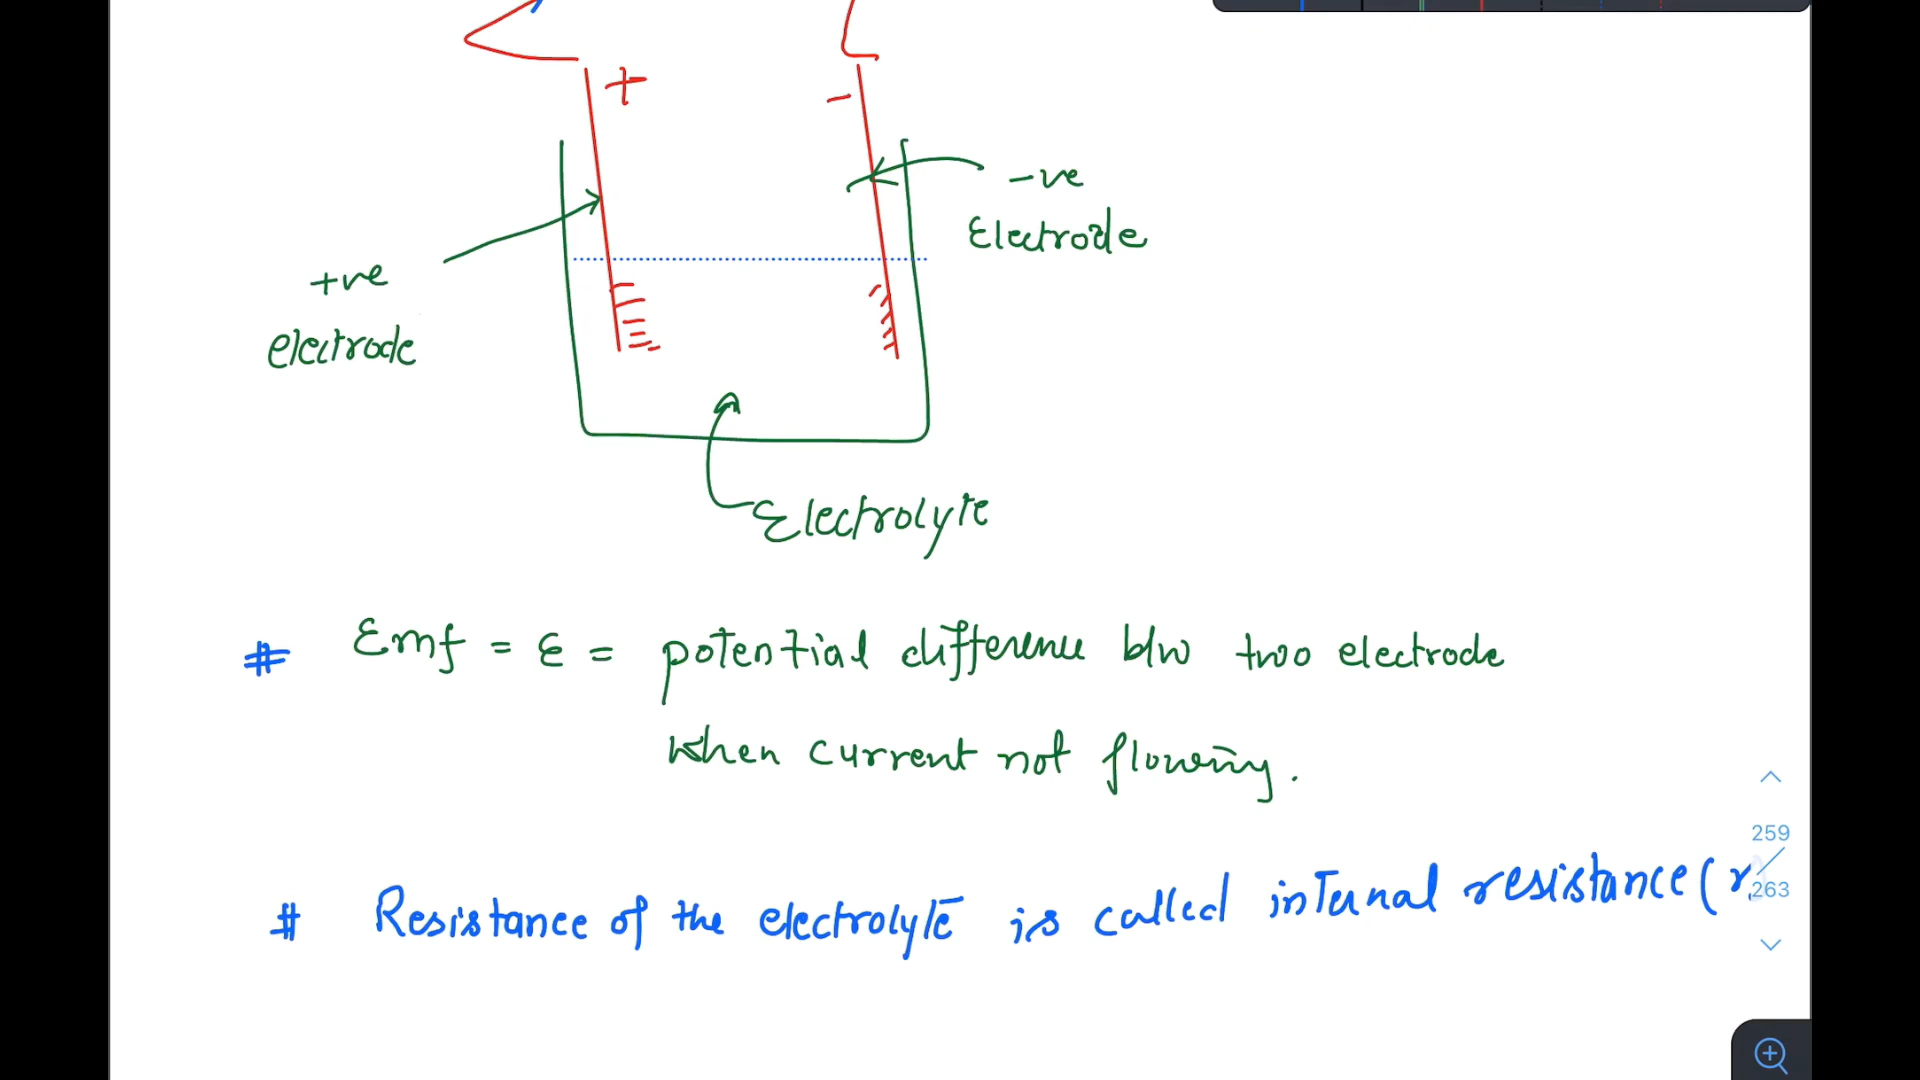 +
-
-ve
Electrode
+ve
electrode
Electrolyte
# Emf = ε = potential difference b/w two electrode
when current not flowing.
259
263
# Resistance of the electrolyte is called internal resistance (r